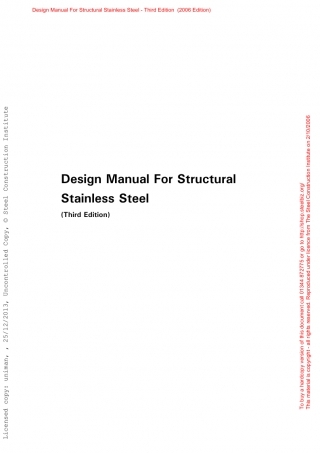 Design Manual For Structural Stainless Steel - Third Edition (2006 Edition)
Design Manual For Structural
Stainless Steel
(Third Edition)
licensed copy: uniman, , 25/12/2013, Uncontrolled Copy, © Steel Construction Institute
To buy a hardcopy version of this document call 01344 872775 or go to http://shop.steelbiz.org/
This material is copyright - all rights reserved. Reproduced under licence from The Steel Construction Institute on 2/10/2006